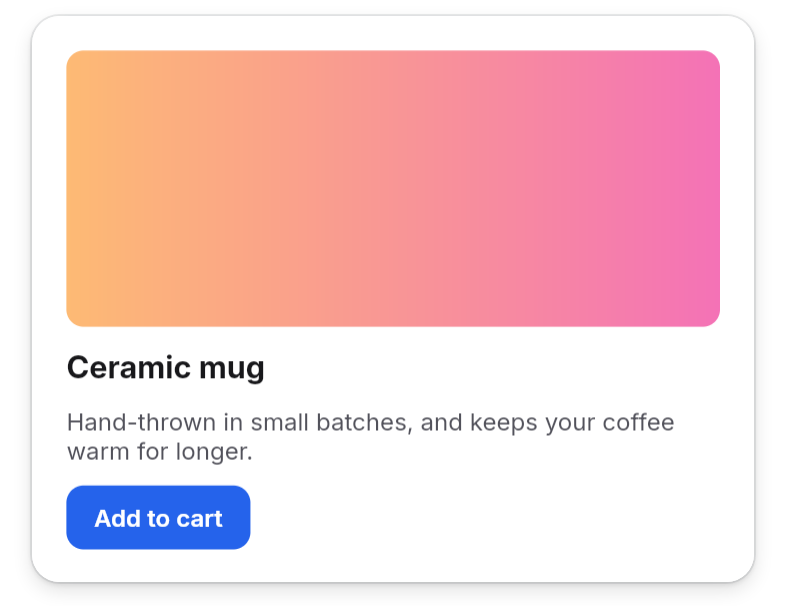 Ceramic mug
Hand-thrown in small batches, and keeps your coffee
warm for longer.
Add to cart